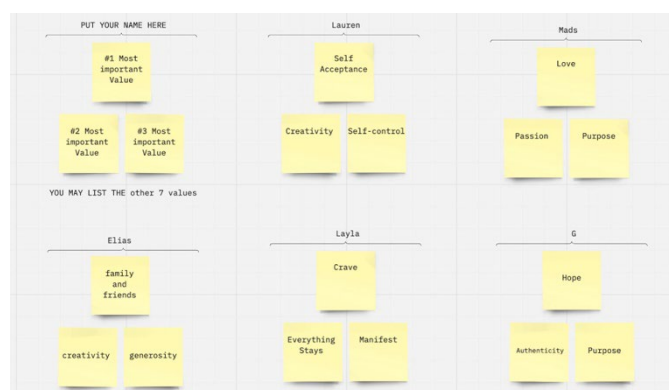 PUT YOUR NAME HERE
#1 Most
important
Value
#2 Most
important
Value
#3 Most
important
Value
YOU MAY LIST THE other 7 values
Lauren
Self
Acceptance
Creativity
Self-control
Mads
Love
Passion
Purpose
Elias
family
and
friends
creativity
generosity
Layla
Crave
Everything
Stays
Manifest
G
Hope
Authenticity
Purpose